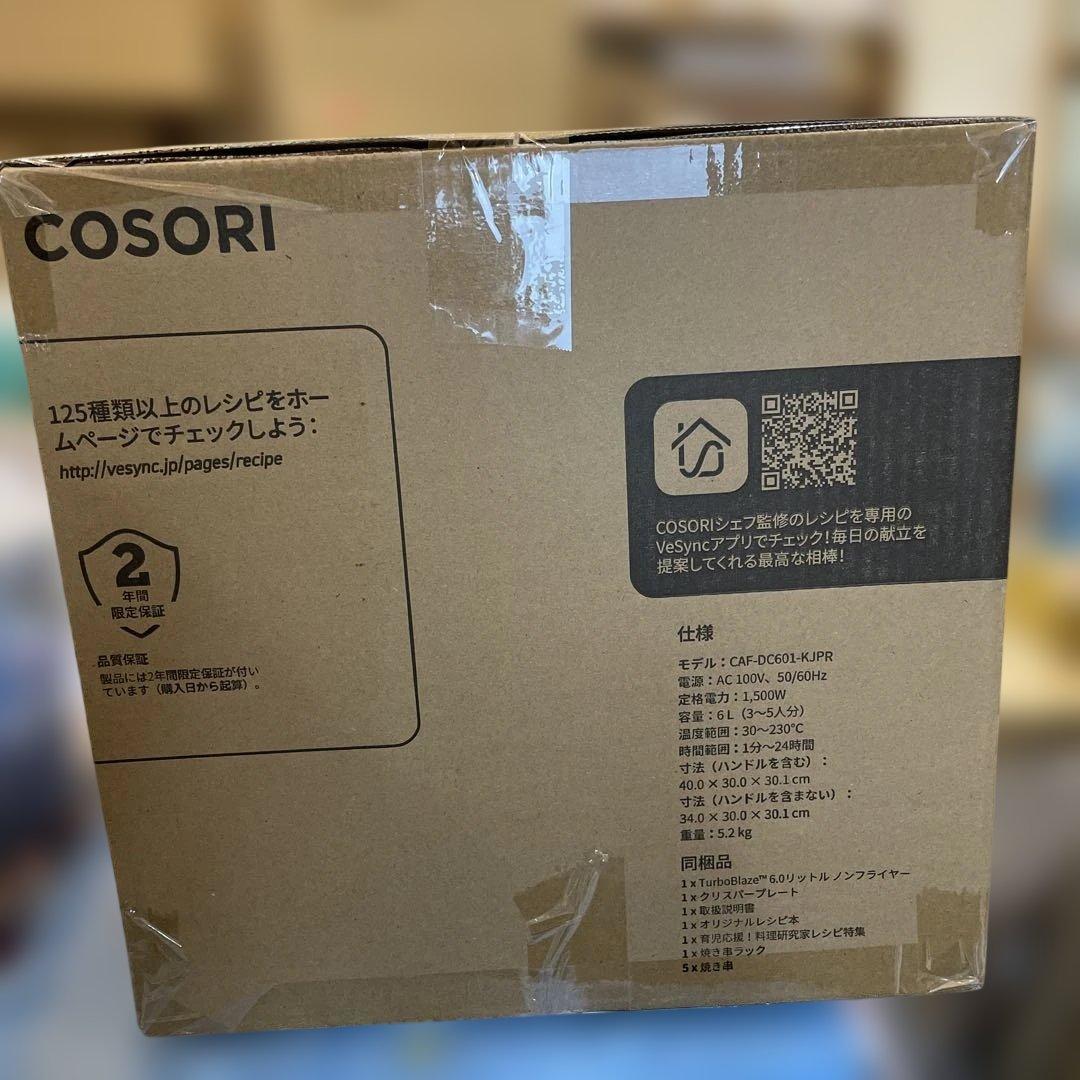 COSORI
125種類以上のレシピをホー
ムページでチェックしよう：
http://vesync.jp/pages/recipe
2
年間
限定保証
品質保証
製品には2年間限定保証が付い
ています（購入日から起算）。
COSORIシェフ監修のレシピを専用の
VeSyncアプリでチェック！毎日の献立を
提案してくれる最高な相棒！
仕様
モデル：CAF-DC601-KJPR
電源：AC 100V、50/60Hz
定格電力：1,500W
容量：6 L（3～5人分）
温度範囲：30～230℃
時間範囲：1分～24時間
寸法（ハンドルを含む）：
40.0 × 30.0 × 30.1 cm
寸法（ハンドルを含まない）：
34.0 × 30.0 × 30.1 cm
重量：5.2 kg
同梱品
1 x TurboBlaze™ 6.0リットル ノンフライヤー
1 x クリスパープレート
1 x 取扱説明書
1 x オリジナルレシピ本
1 x 育児応援！料理研究家レシピ特集
1 x 焼き串ラック
5 x 焼き串